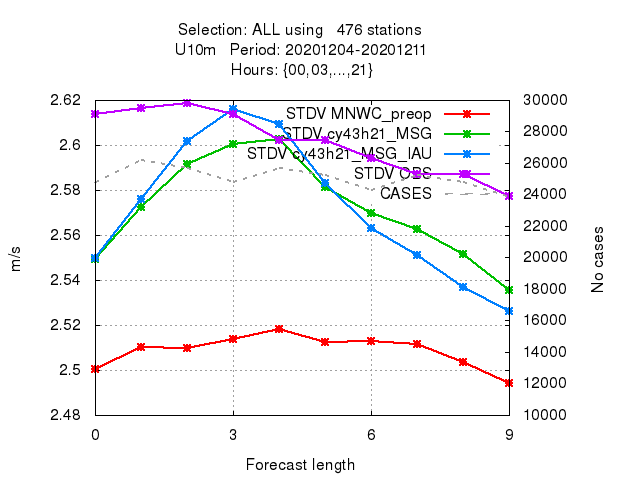 Selection: ALL using 476 stations
U10m Period: 20201204-20201211
Hours: {00,03,...,21}
2.62
2.6
2.58
2.56
2.54
2.52
2.5
2.48
m/s
STDV MNWC_preop
STDV cy43h21_MSG
STDV cy43h21_MSG_IAU
STDV OBS
CASES
30000
28000
26000
24000
22000
20000
18000
16000
14000
12000
10000
No cases
0 3 6 9
Forecast length